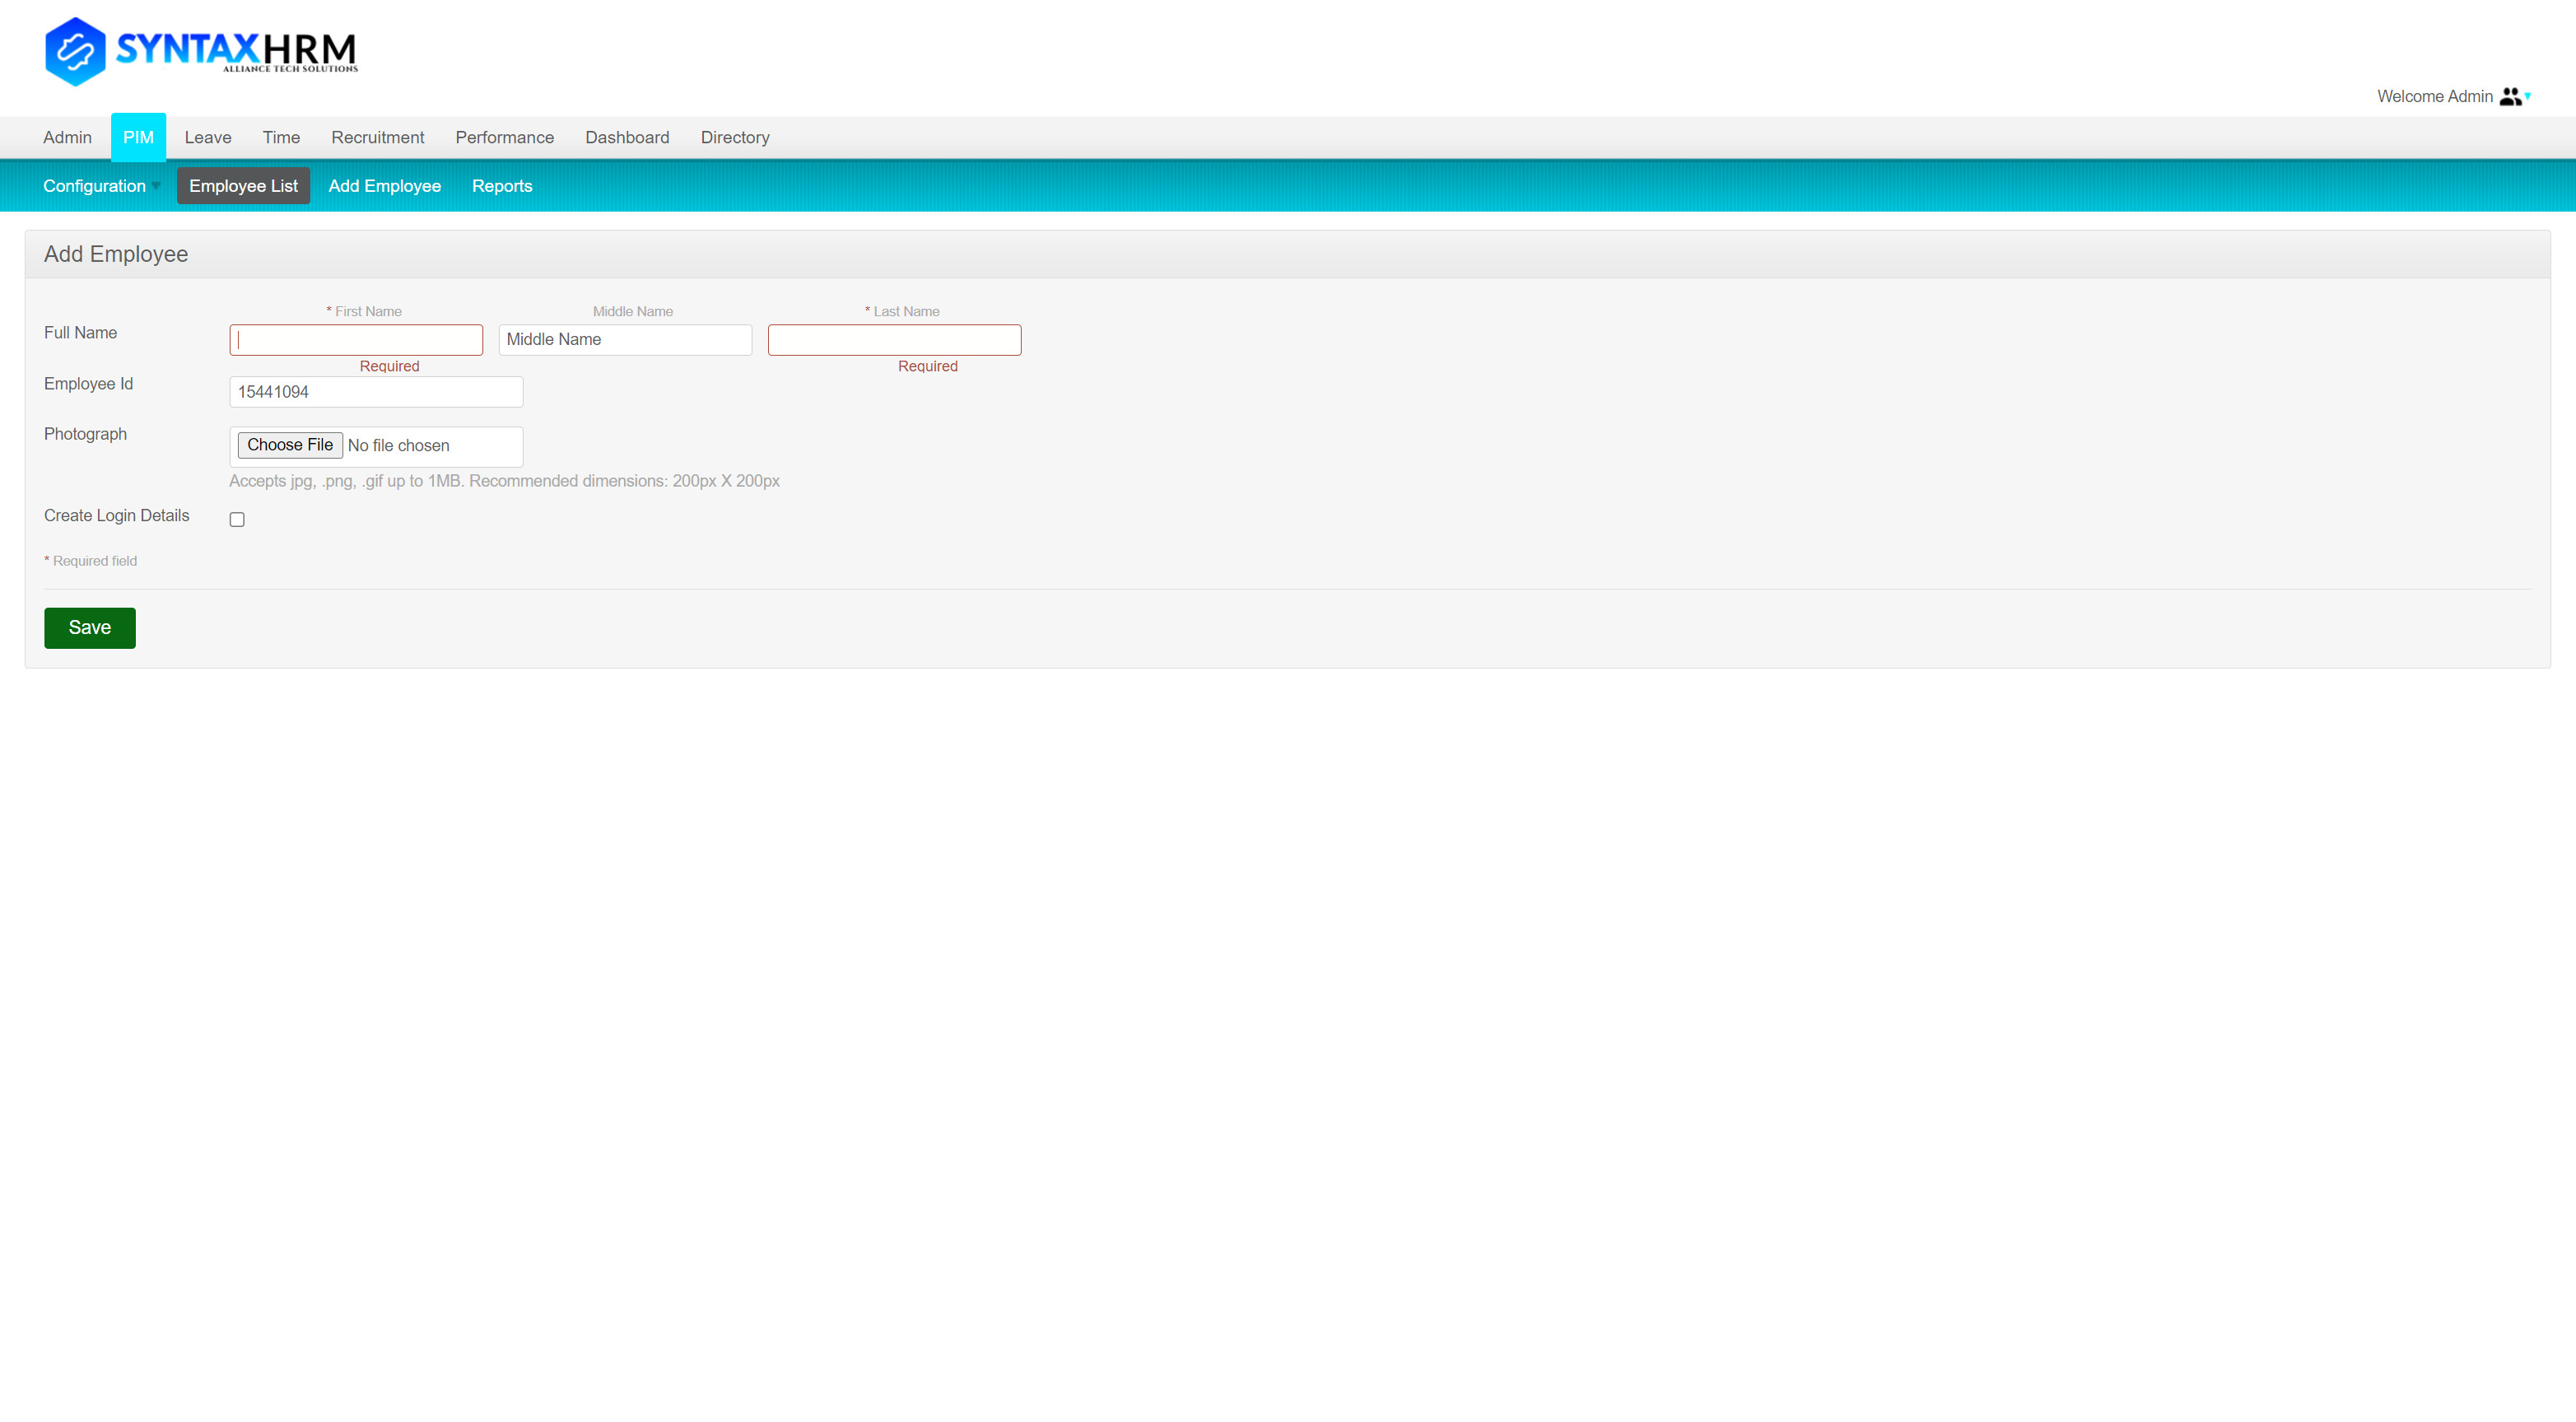 SYNTAXHRM
ALLIANCE TECH SOLUTIONS
Welcome Admin
Admin PIM Leave Time Recruitment Performance Dashboard Directory
Configuration Employee List Add Employee Reports
Add Employee
* First Name Middle Name * Last Name
Full Name Middle Name
Required Required
Employee Id 15441094
Photograph Choose File No file chosen
Accepts jpg, .png, .gif up to 1MB. Recommended dimensions: 200px X 200px
Create Login Details
* Required field
Save